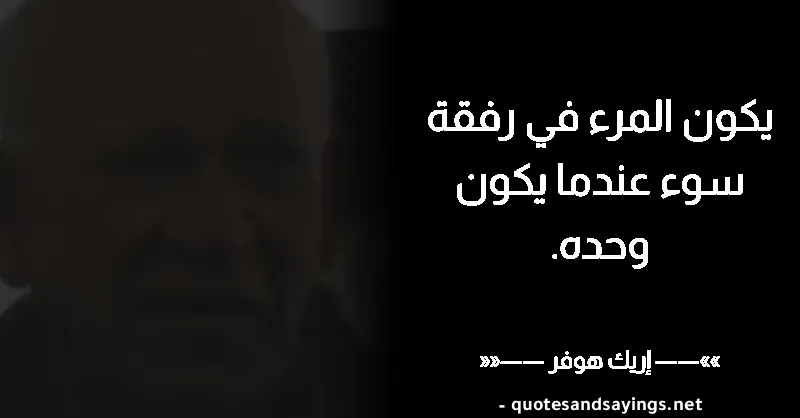 يكون المرء في رفقة
سوء عندما يكون
وحده.
»—— إريك هوفر ——««
- quotesandsayings.net